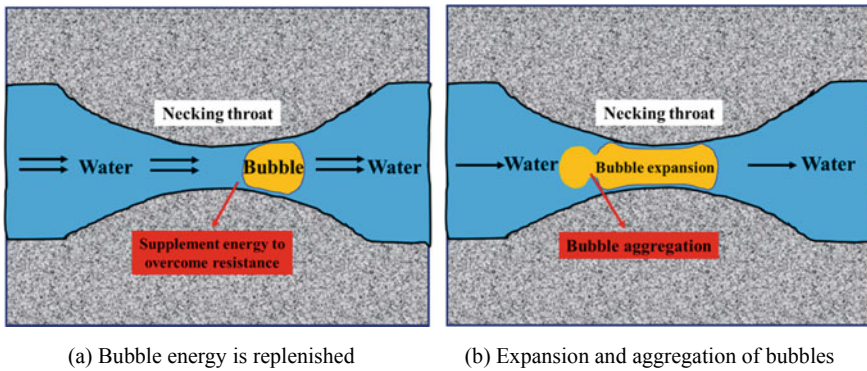 Necking throat
Water Bubble Water
Supplement energy to
overcome resistance
(a) Bubble energy is replenished
Necking throat
Water Bubble expansion Water
Bubble aggregation
(b) Expansion and aggregation of bubbles